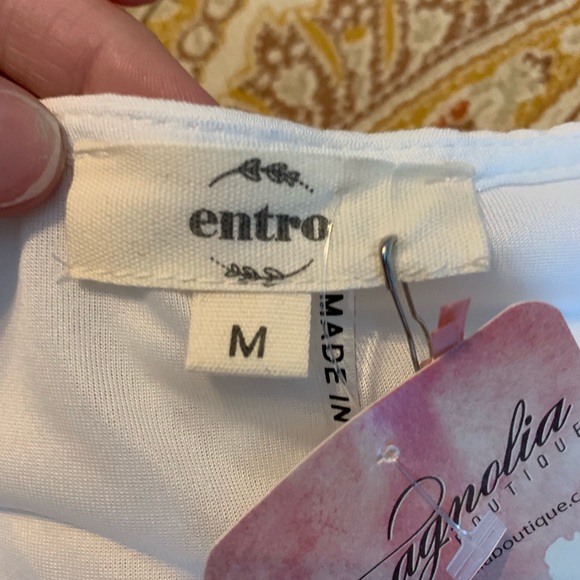 entro
M
MADE IN
agnolia
OUTIQUE